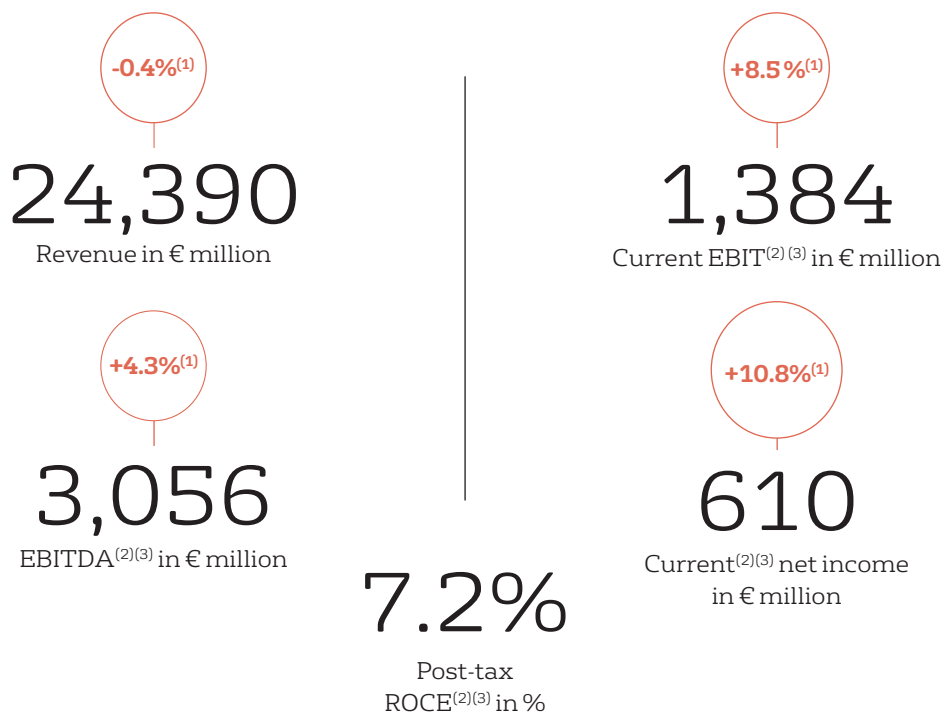 -0.4%(1)
24,390
Revenue in € million
+4.3%(1)
3,056
EBITDA(2)(3) in € million
+8.5%(1)
1,384
Current EBIT(2) (3) in € million
+10.8%(1)
610
Current(2)(3) net income
in € million
7.2%
Post-tax
ROCE(2)(3) in %